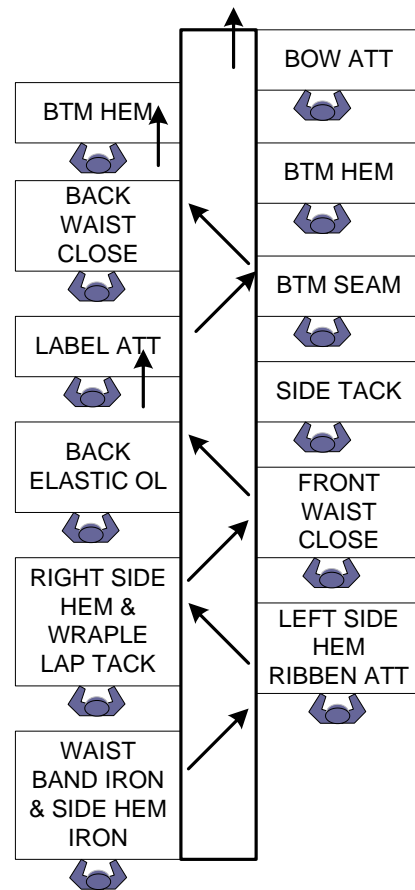 BOW ATT
BTM HEM
BTM HEM
BACK
WAIST
CLOSE
BTM SEAM
LABEL ATT
SIDE TACK
BACK
ELASTIC OL
FRONT
WAIST
CLOSE
RIGHT SIDE
HEM &
WRAPLE
LAP TACK
LEFT SIDE
HEM
RIBBEN ATT
WAIST
BAND IRON
& SIDE HEM
IRON